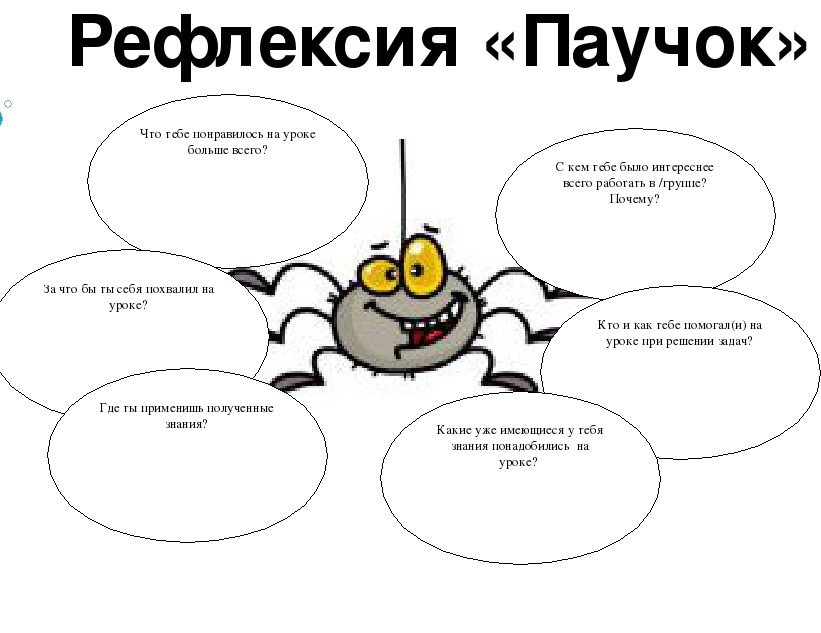 Рефлексия «Паучок»
Что тебе понравилось на уроке
больше всего?
С кем тебе было интереснее
всего работать в /группе?
Почему?
За что бы ты себя похвалил на
уроке?
Кто и как тебе помогал(и) на
уроке при решении задач?
Где ты применишь полученные
знания?
Какие уже имеющиеся у тебя
знания понадобились на
уроке?